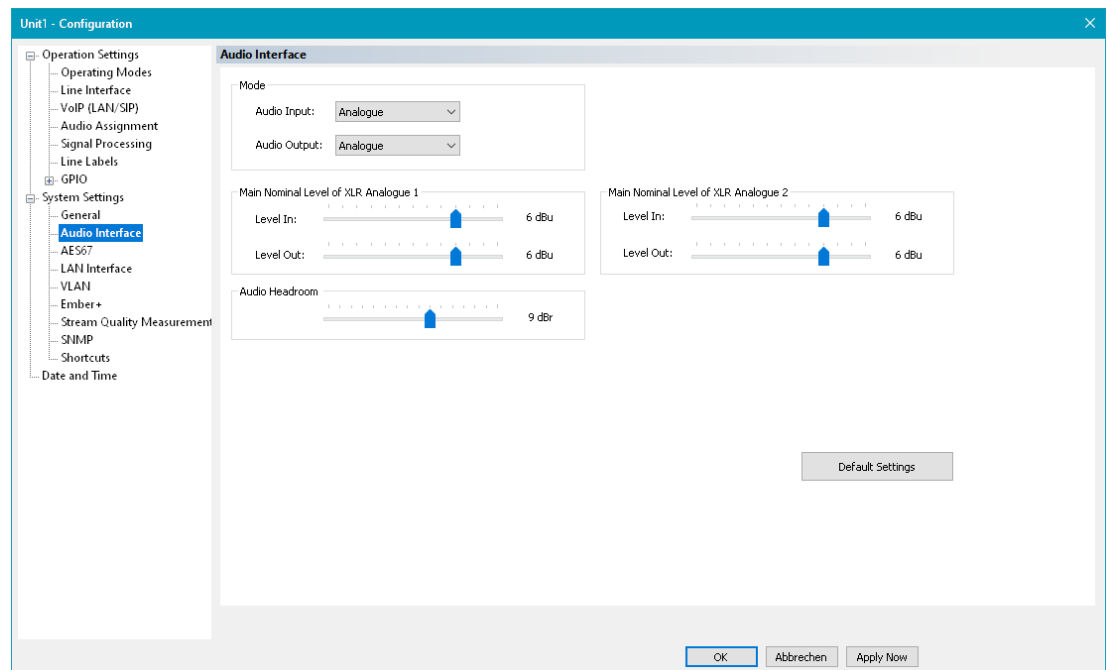 Unit1 - Configuration
Operation Settings
Operating Modes
Line Interface
VoIP (LAN/SIP)
Audio Assignment
Signal Processing
Line Labels
GPIO
System Settings
General
Audio Interface
AES67
LAN Interface
VLAN
Ember+
Stream Quality Measurement
SNMP
Shortcuts
Date and Time
Audio Interface
Mode
Audio Input: Analogue
Audio Output: Analogue
Main Nominal Level of XLR Analogue 1
Level In: 6 dBu
Level Out: 6 dBu
Main Nominal Level of XLR Analogue 2
Level In: 6 dBu
Level Out: 6 dBu
Audio Headroom
9 dBr
Default Settings
OK Abbrechen Apply Now